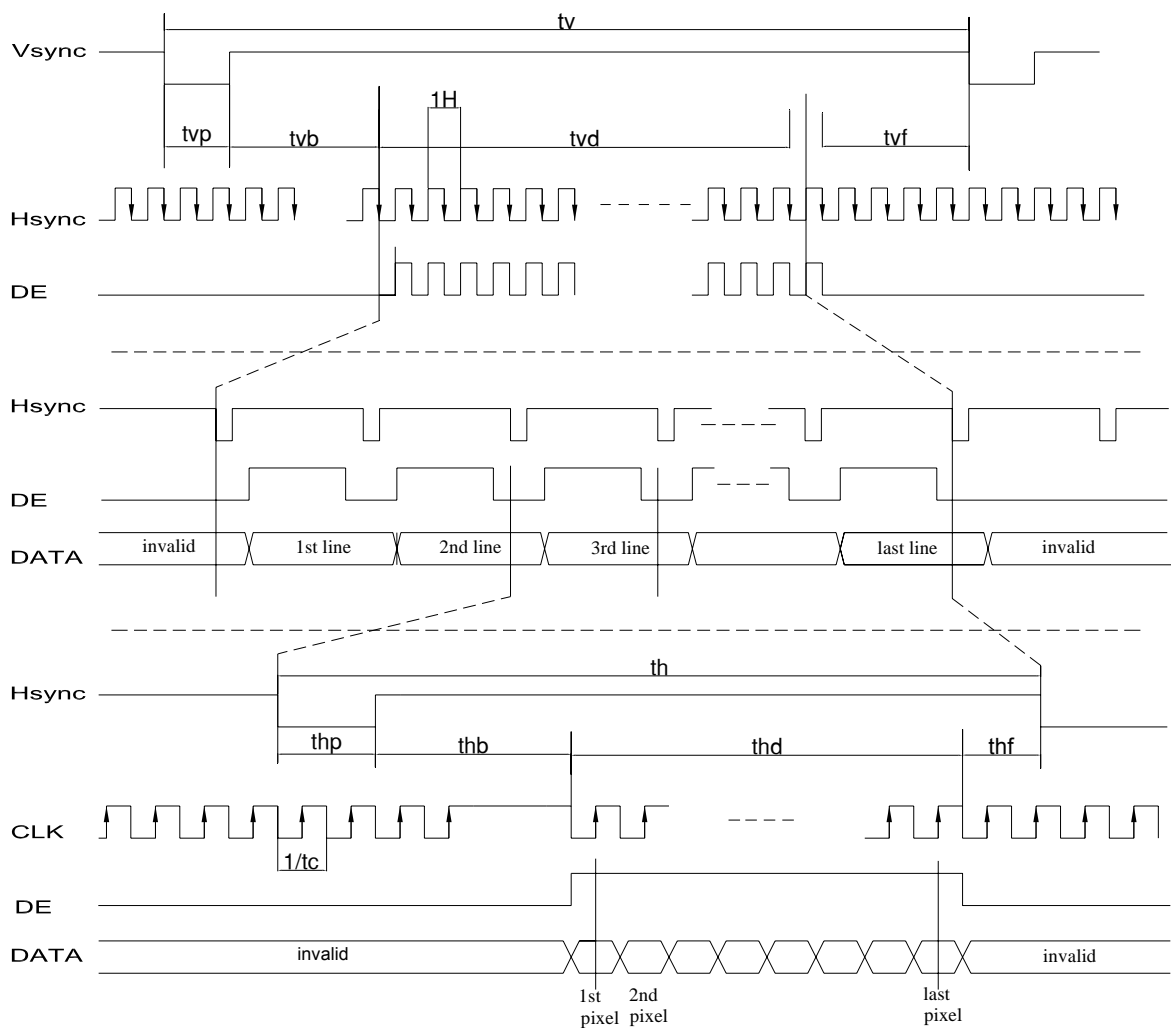 tv
Vsync
1H
tvp
tvb
tvd
tvf
Hsync
DE
Hsync
DE
DATA
invalid
1st line
2nd line
3rd line
last line
invalid
th
Hsync
thp
thb
thd
thf
CLK
1/tc
DE
DATA
invalid
invalid
1st
pixel
2nd
pixel
last
pixel